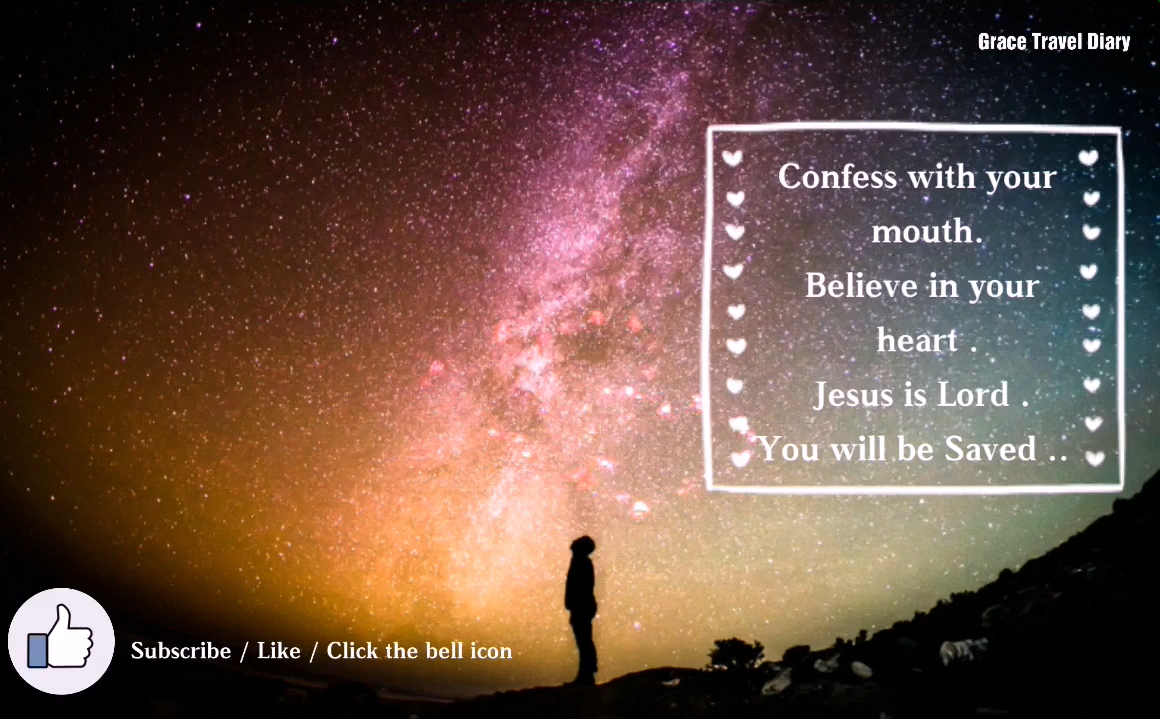 Grace Travel Diary
Confess with your
mouth.
Believe in your
heart .
Jesus is Lord .
You will be Saved ..
Subscribe / Like / Click the bell icon